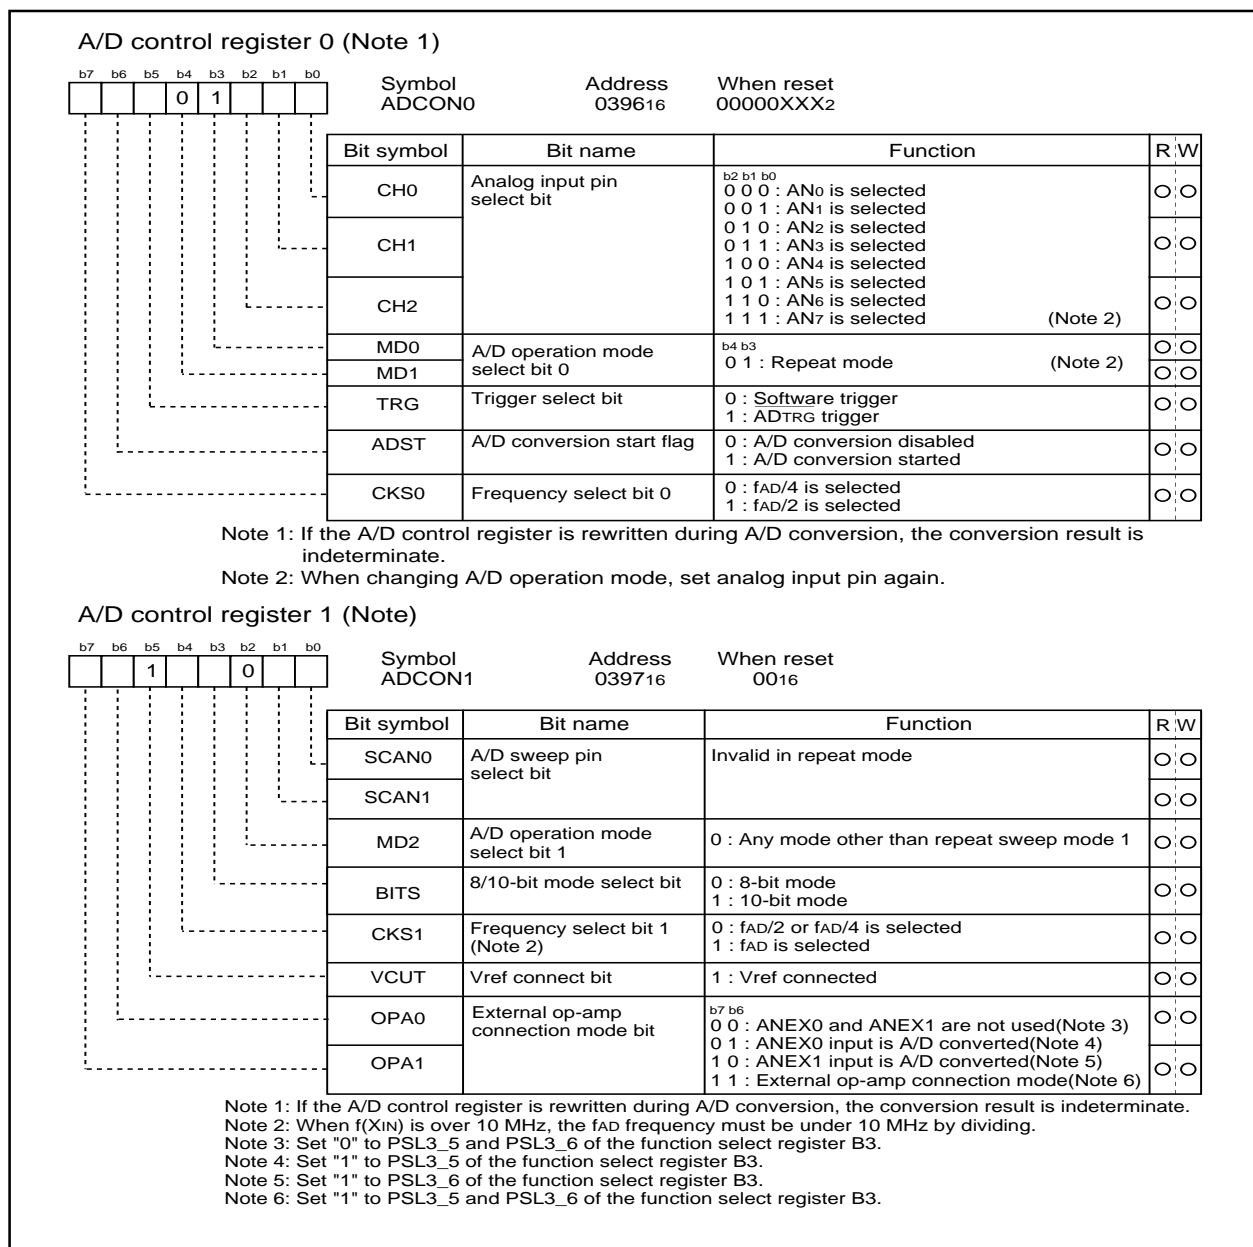 A/D control register 0 (Note 1)
b7 b6 b5 b4 b3 b2 b1 b0
0 1
Symbol Address When reset
ADCON0 039616 00000XXX2
Bit symbol Bit name Function R W
CH0 Analog input pin select bit
b2 b1 b0
0 0 0 : AN0 is selected
0 0 1 : AN1 is selected
0 1 0 : AN2 is selected
CH1 0 1 1 : AN3 is selected
1 0 0 : AN4 is selected
1 0 1 : AN5 is selected
CH2 1 1 0 : AN6 is selected
1 1 1 : AN7 is selected (Note 2)
MD0 A/D operation mode select bit 0
b4 b3
0 1 : Repeat mode (Note 2)
MD1
TRG Trigger select bit 0 : Software trigger
1 : ADTRG trigger
ADST A/D conversion start flag 0 : A/D conversion disabled
1 : A/D conversion started
CKS0 Frequency select bit 0 0 : fAD/4 is selected
1 : fAD/2 is selected
Note 1: If the A/D control register is rewritten during A/D conversion, the conversion result is
indeterminate.
Note 2: When changing A/D operation mode, set analog input pin again.
A/D control register 1 (Note)
b7 b6 b5 b4 b3 b2 b1 b0
1 0
Symbol Address When reset
ADCON1 039716 0016
Bit symbol Bit name Function R W
SCAN0 A/D sweep pin select bit Invalid in repeat mode
SCAN1
MD2 A/D operation mode select bit 1 0 : Any mode other than repeat sweep mode 1
BITS 8/10-bit mode select bit 0 : 8-bit mode
1 : 10-bit mode
CKS1 Frequency select bit 1 (Note 2) 0 : fAD/2 or fAD/4 is selected
1 : fAD is selected
VCUT Vref connect bit 1 : Vref connected
OPA0 External op-amp connection mode bit
b7 b6
0 0 : ANEX0 and ANEX1 are not used(Note 3)
0 1 : ANEX0 input is A/D converted(Note 4)
OPA1 1 0 : ANEX1 input is A/D converted(Note 5)
1 1 : External op-amp connection mode(Note 6)
Note 1: If the A/D control register is rewritten during A/D conversion, the conversion result is indeterminate.
Note 2: When f(XIN) is over 10 MHz, the fAD frequency must be under 10 MHz by dividing.
Note 3: Set "0" to PSL3_5 and PSL3_6 of the function select register B3.
Note 4: Set "1" to PSL3_5 of the function select register B3.
Note 5: Set "1" to PSL3_6 of the function select register B3.
Note 6: Set "1" to PSL3_5 and PSL3_6 of the function select register B3.